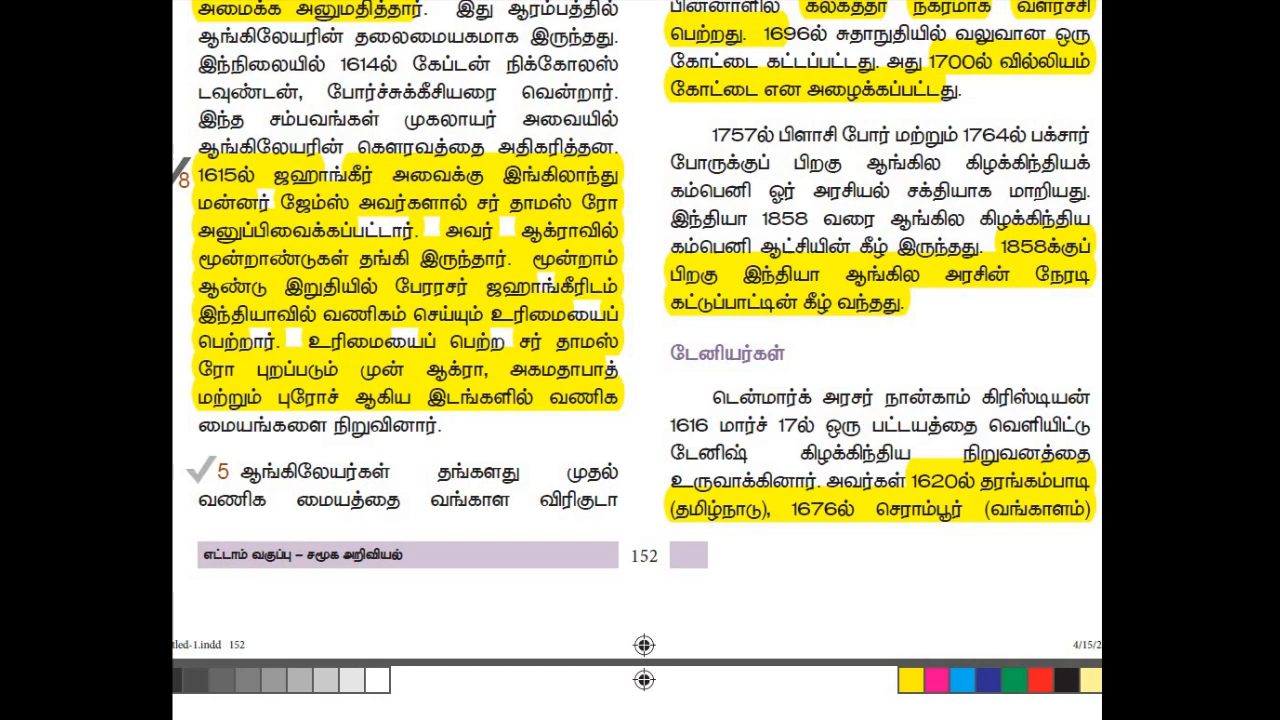 அமைக்க அனுமதித்தார். இது ஆரம்பத்தில்
ஆங்கிலேயரின் தலைமையகமாக இருந்தது.
இந்நிலையில் 1614ல் கேப்டன் நிக்கோலஸ்
டவுண்டன், போர்ச்சுக்கீசியரை வென்றார்.
இந்த சம்பவங்கள் முகலாயர் அவையில்
ஆங்கிலேயரின் கௌரவத்தை அதிகரித்தன.
8 1615ல் ஜஹாங்கீர் அவைக்கு இங்கிலாந்து
மன்னர் ஜேம்ஸ் அவர்களால் சர் தாமஸ் ரோ
அனுப்பிவைக்கப்பட்டார். அவர் ஆக்ராவில்
மூன்றாண்டுகள் தங்கி இருந்தார். மூன்றாம்
ஆண்டு இறுதியில் பேரரசர் ஜஹாங்கீரிடம்
இந்தியாவில் வணிகம் செய்யும் உரிமையைப்
பெற்றார். உரிமையைப் பெற்ற சர் தாமஸ்
ரோ புறப்படும் முன் ஆக்ரா, அகமதாபாத்
மற்றும் புரோச் ஆகிய இடங்களில் வணிக
மையங்களை நிறுவினார்.
5 ஆங்கிலேயர்கள் தங்களது முதல்
வணிக மையத்தை வங்காள விரிகுடா
பின்னாளில் கல்கத்தா நகரமாக வளர்ச்சி
பெற்றது. 1696ல் சுதாநுதியில் வலுவான ஒரு
கோட்டை கட்டப்பட்டது. அது 1700ல் வில்லியம்
கோட்டை என அழைக்கப்பட்டது.
1757ல் பிளாசி போர் மற்றும் 1764ல் பக்சார்
போருக்குப் பிறகு ஆங்கில கிழக்கிந்தியக்
கம்பெனி ஓர் அரசியல் சக்தியாக மாறியது.
இந்தியா 1858 வரை ஆங்கில கிழக்கிந்திய
கம்பெனி ஆட்சியின் கீழ் இருந்தது. 1858க்குப்
பிறகு இந்தியா ஆங்கில அரசின் நேரடி
கட்டுப்பாட்டின் கீழ் வந்தது.
டேனியர்கள்
டென்மார்க் அரசர் நான்காம் கிரிஸ்டியன்
1616 மார்ச் 17ல் ஒரு பட்டயத்தை வெளியிட்டு
டேனிஷ் கிழக்கிந்திய நிறுவனத்தை
உருவாக்கினார். அவர்கள் 1620ல் தரங்கம்பாடி
(தமிழ்நாடு), 1676ல் செராம்பூர் (வங்காளம்)
எட்டாம் வகுப்பு – சமூக அறிவியல் 152
tled-1.indd 152
4/15/2